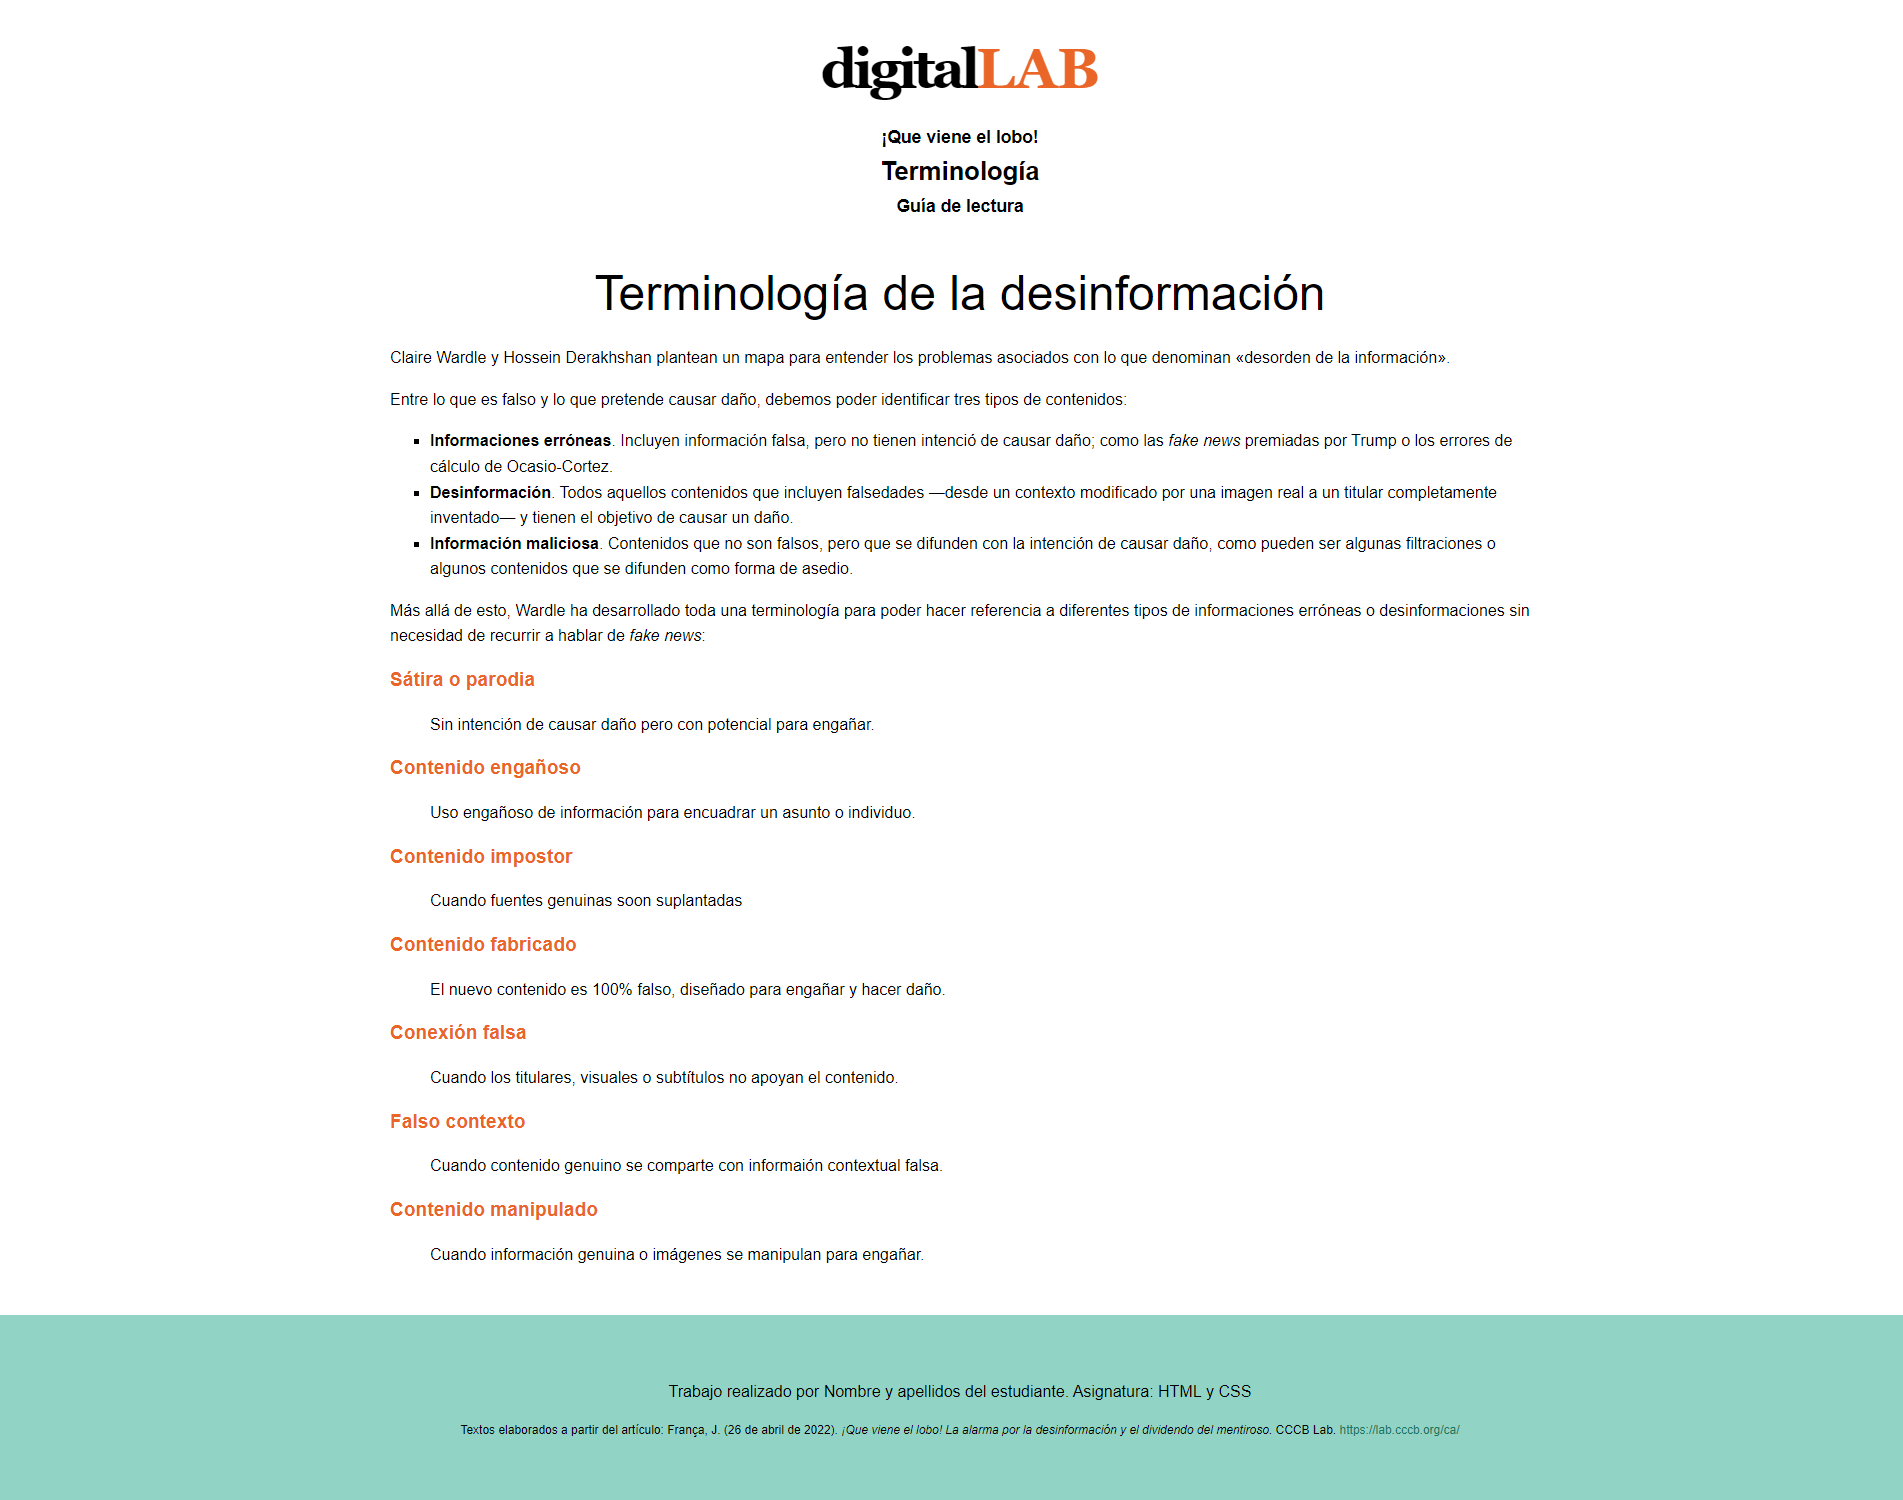 digitalLAB
¡Que viene el lobo!
Terminología
Guía de lectura
Terminología de la desinformación
Claire Wardle y Hossein Derakhshan plantean un mapa para entender los problemas asociados con lo que denominan «desorden de la información».
Entre lo que es falso y lo que pretende causar daño, debemos poder identificar tres tipos de contenidos:
▪ Informaciones erróneas. Incluyen información falsa, pero no tienen intenció de causar daño; como las fake news premiadas por Trump o los errores de
cálculo de Ocasio-Cortez.
▪ Desinformación. Todos aquellos contenidos que incluyen falsedades —desde un contexto modificado por una imagen real a un titular completamente
inventado— y tienen el objetivo de causar un daño.
▪ Información maliciosa. Contenidos que no son falsos, pero que se difunden con la intención de causar daño, como pueden ser algunas filtraciones o
algunos contenidos que se difunden como forma de asedio.
Más allá de esto, Wardle ha desarrollado toda una terminología para poder hacer referencia a diferentes tipos de informaciones erróneas o desinformaciones sin
necesidad de recurrir a hablar de fake news:
Sátira o parodia
Sin intención de causar daño pero con potencial para engañar.
Contenido engañoso
Uso engañoso de información para encuadrar un asunto o individuo.
Contenido impostor
Cuando fuentes genuinas soon suplantadas
Contenido fabricado
El nuevo contenido es 100% falso, diseñado para engañar y hacer daño.
Conexión falsa
Cuando los titulares, visuales o subtítulos no apoyan el contenido.
Falso contexto
Cuando contenido genuino se comparte con informaión contextual falsa.
Contenido manipulado
Cuando información genuina o imágenes se manipulan para engañar.
Trabajo realizado por Nombre y apellidos del estudiante. Asignatura: HTML y CSS
Textos elaborados a partir del artículo: França, J. (26 de abril de 2022). ¡Que viene el lobo! La alarma por la desinformación y el dividendo del mentiroso. CCCB Lab. https://lab.cccb.org/ca/